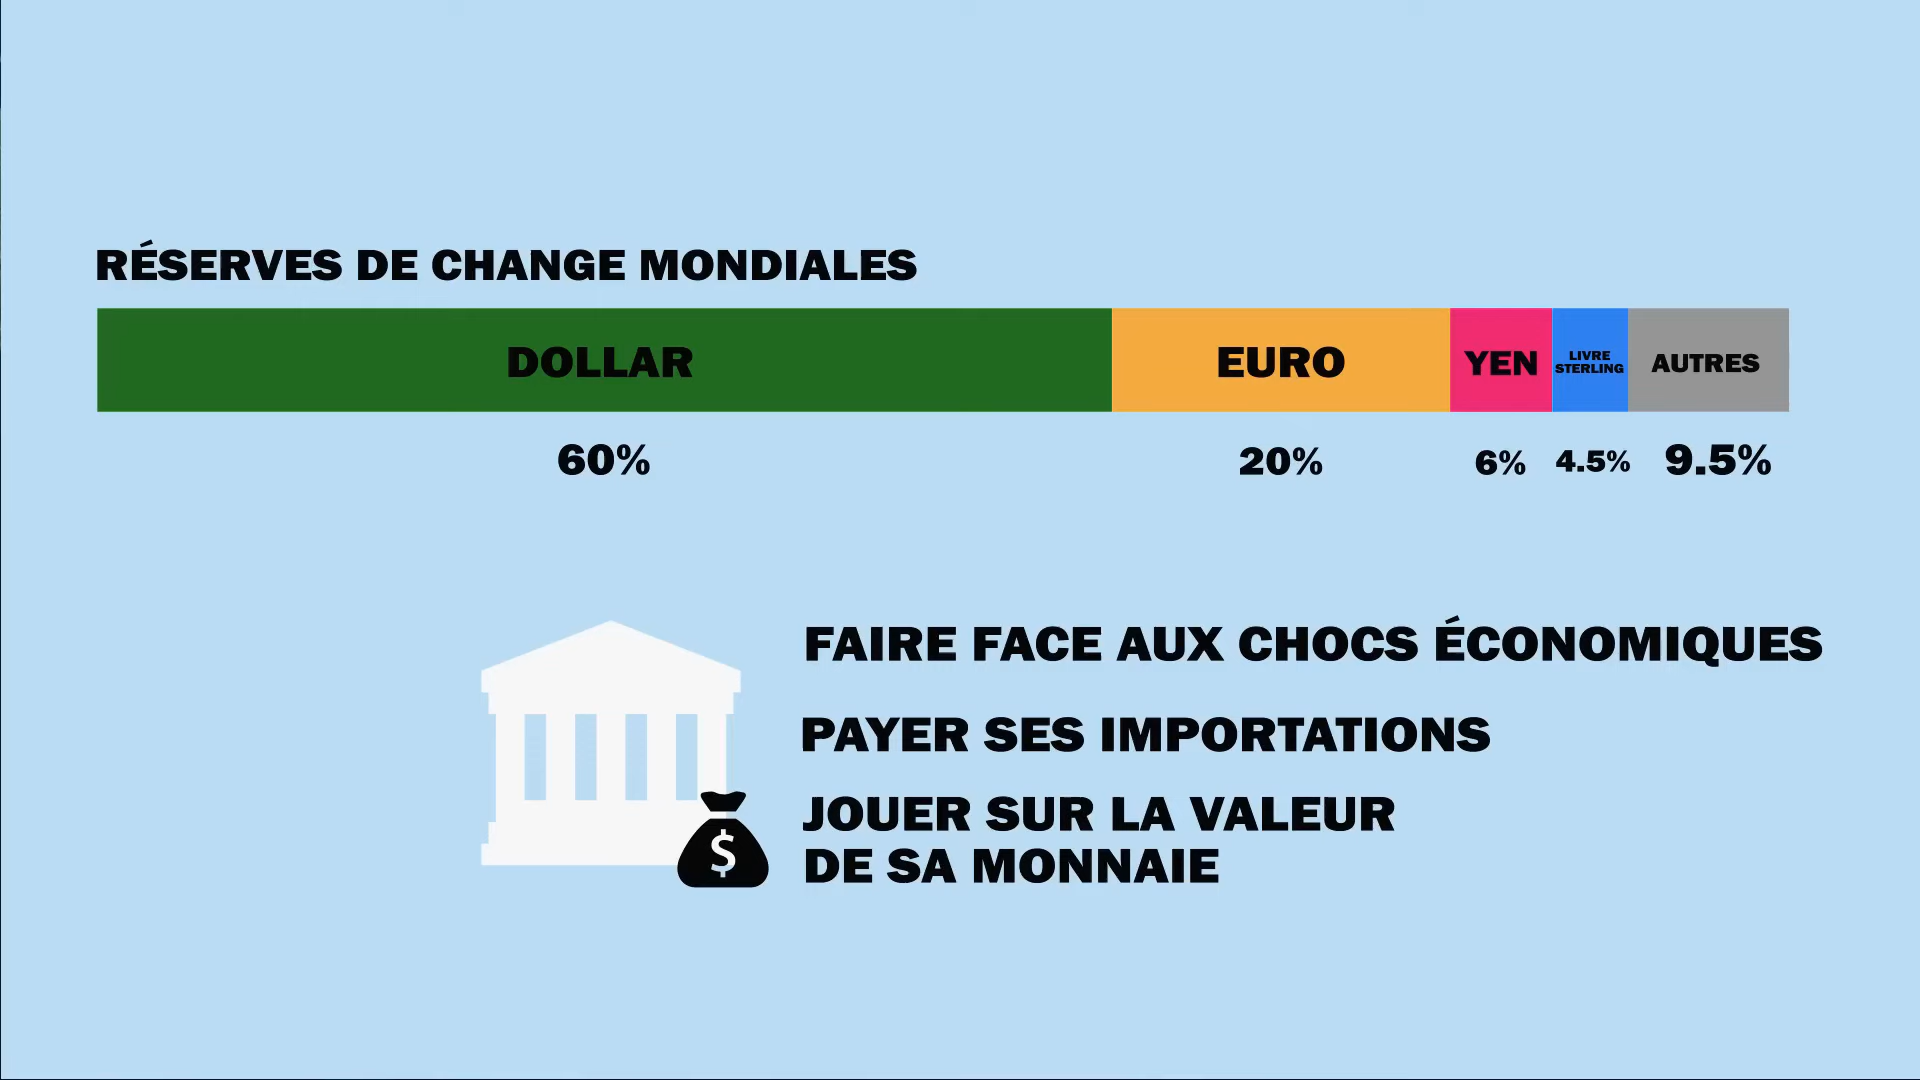 RÉSERVES DE CHANGE MONDIALES
DOLLAR
EURO
YEN
LIVRE
STERLING
AUTRES
60%
20%
6%
4.5%
9.5%
FAIRE FACE AUX CHOCS ÉCONOMIQUES
PAYER SES IMPORTATIONS
JOUER SUR LA VALEUR
DE SA MONNAIE
$